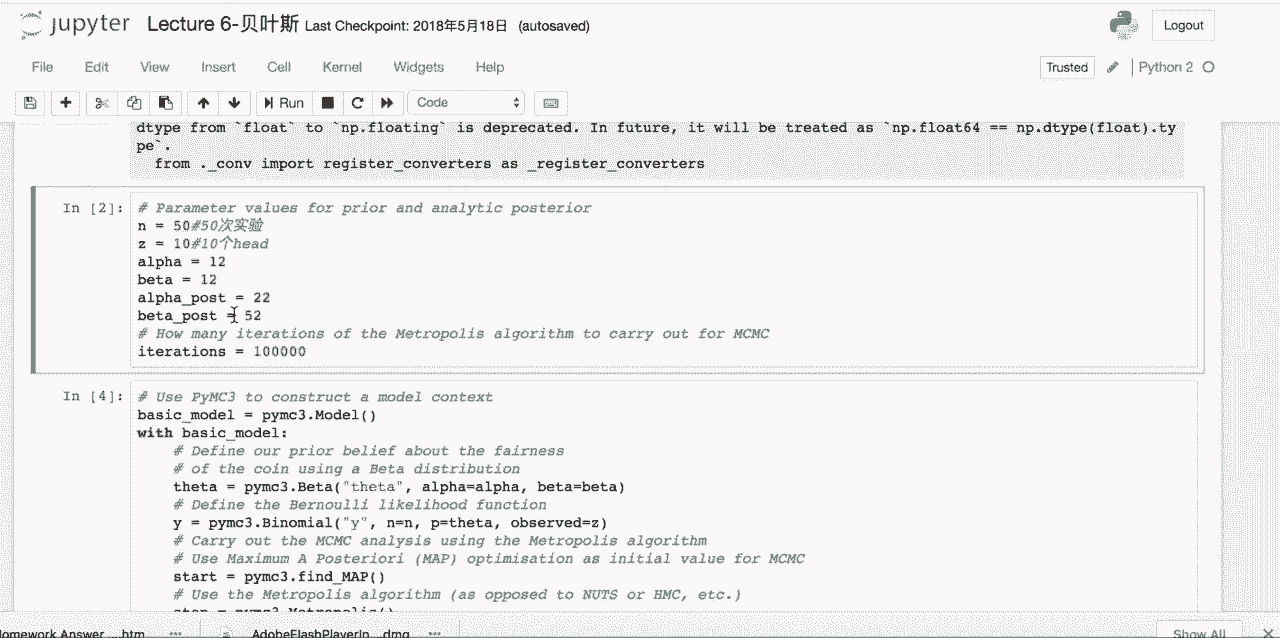 jupyter Lecture 6-贝叶斯 Last Checkpoint: 2018年5月18日 (autosaved) Logout
File Edit View Insert Cell Kernel Widgets Help Trusted Python 2
Run Code
dtype from `float` to `np.floating` is deprecated. In future, it will be treated as `np.float64 == np.dtype(float).ty
pe`.
from ._conv import register_converters as _register_converters
In [2]: # Parameter values for prior and analytic posterior
n = 50#50次实验
z = 10#10个head
alpha = 12
beta = 12
alpha_post = 22
beta_post = 52
# How many iterations of the Metropolis algorithm to carry out for MCMC
iterations = 100000
In [4]: # Use PyMC3 to construct a model context
basic_model = pymc3.Model()
with basic_model:
# Define our prior belief about the fairness
# of the coin using a Beta distribution
theta = pymc3.Beta("theta", alpha=alpha, beta=beta)
# Define the Bernoulli likelihood function
y = pymc3.Binomial("y", n=n, p=theta, observed=z)
# Carry out the MCMC analysis using the Metropolis algorithm
# Use Maximum A Posteriori (MAP) optimisation as initial value for MCMC
start = pymc3.find_MAP()
# Use the Metropolis algorithm (as opposed to NUTS or HMC, etc.)
step = pymc3.Metropolis()
omework Answer ....htm AdobeFlashPlayerIn....dmg Show All